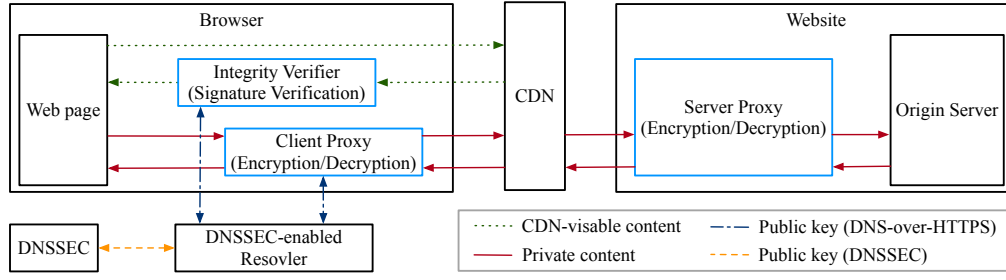 Browser
Website
Web page
Integrity Verifier
(Signature Verification)
Client Proxy
(Encryption/Decryption)
CDN
Server Proxy
(Encryption/Decryption)
Origin Server
DNSSEC
DNSSEC-enabled
Resovler
CDN-visable content
Private content
Public key (DNS-over-HTTPS)
Public key (DNSSEC)